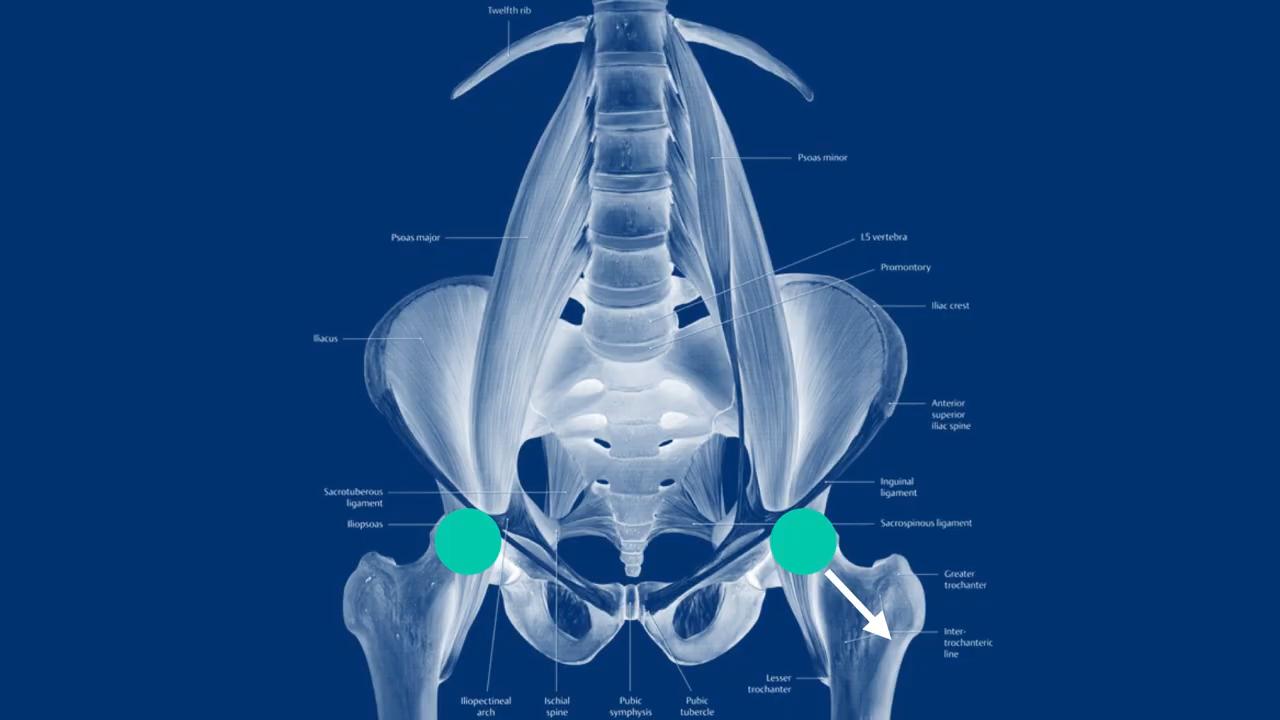 Twelfth rib
Psoas minor
Psoas major
L5 vertebra
Promontory
Iliac crest
Iliacus
Anterior
superior
iliac spine
Inguinal
ligament
Sacrotuberous
ligament
Iliopsoas
Sacrospinous ligament
Greater
trochanter
Inter-
trochanteric
line
Lesser
trochanter
Iliopectineal
arch
Ischial
spine
Pubic
symphysis
Pubic
tubercle